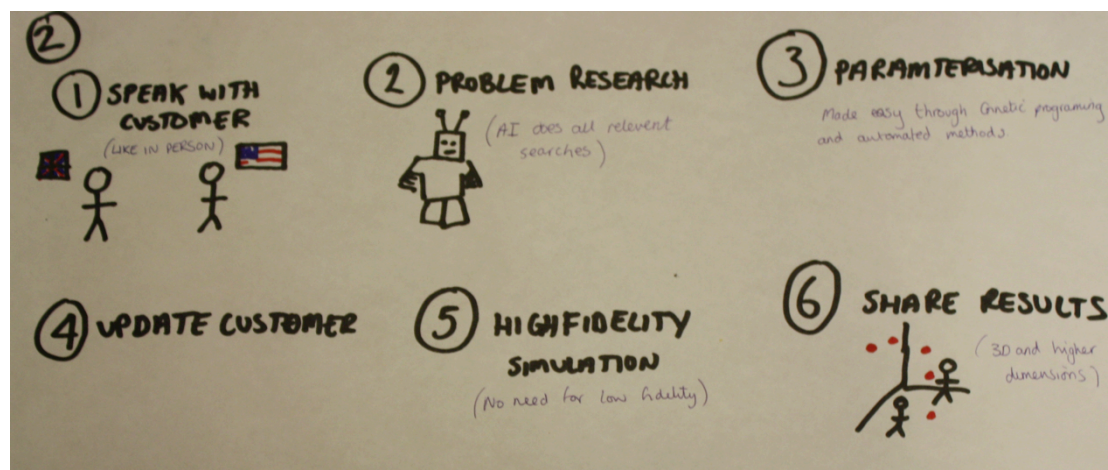 2
1 SPEAK WITH
CUSTOMER
(LIKE IN PERSON)
2 PROBLEM RESEARCH
(AI does all relevent
searches)
3 PARAMTERISATION
Made easy through Gnetic programing
and automated methods
4 UPDATE CUSTOMER
5 HIGHFIDELITY
SIMULATION
(No need for low fidelity)
6 SHARE RESULTS
(3D and higher
dimensions)